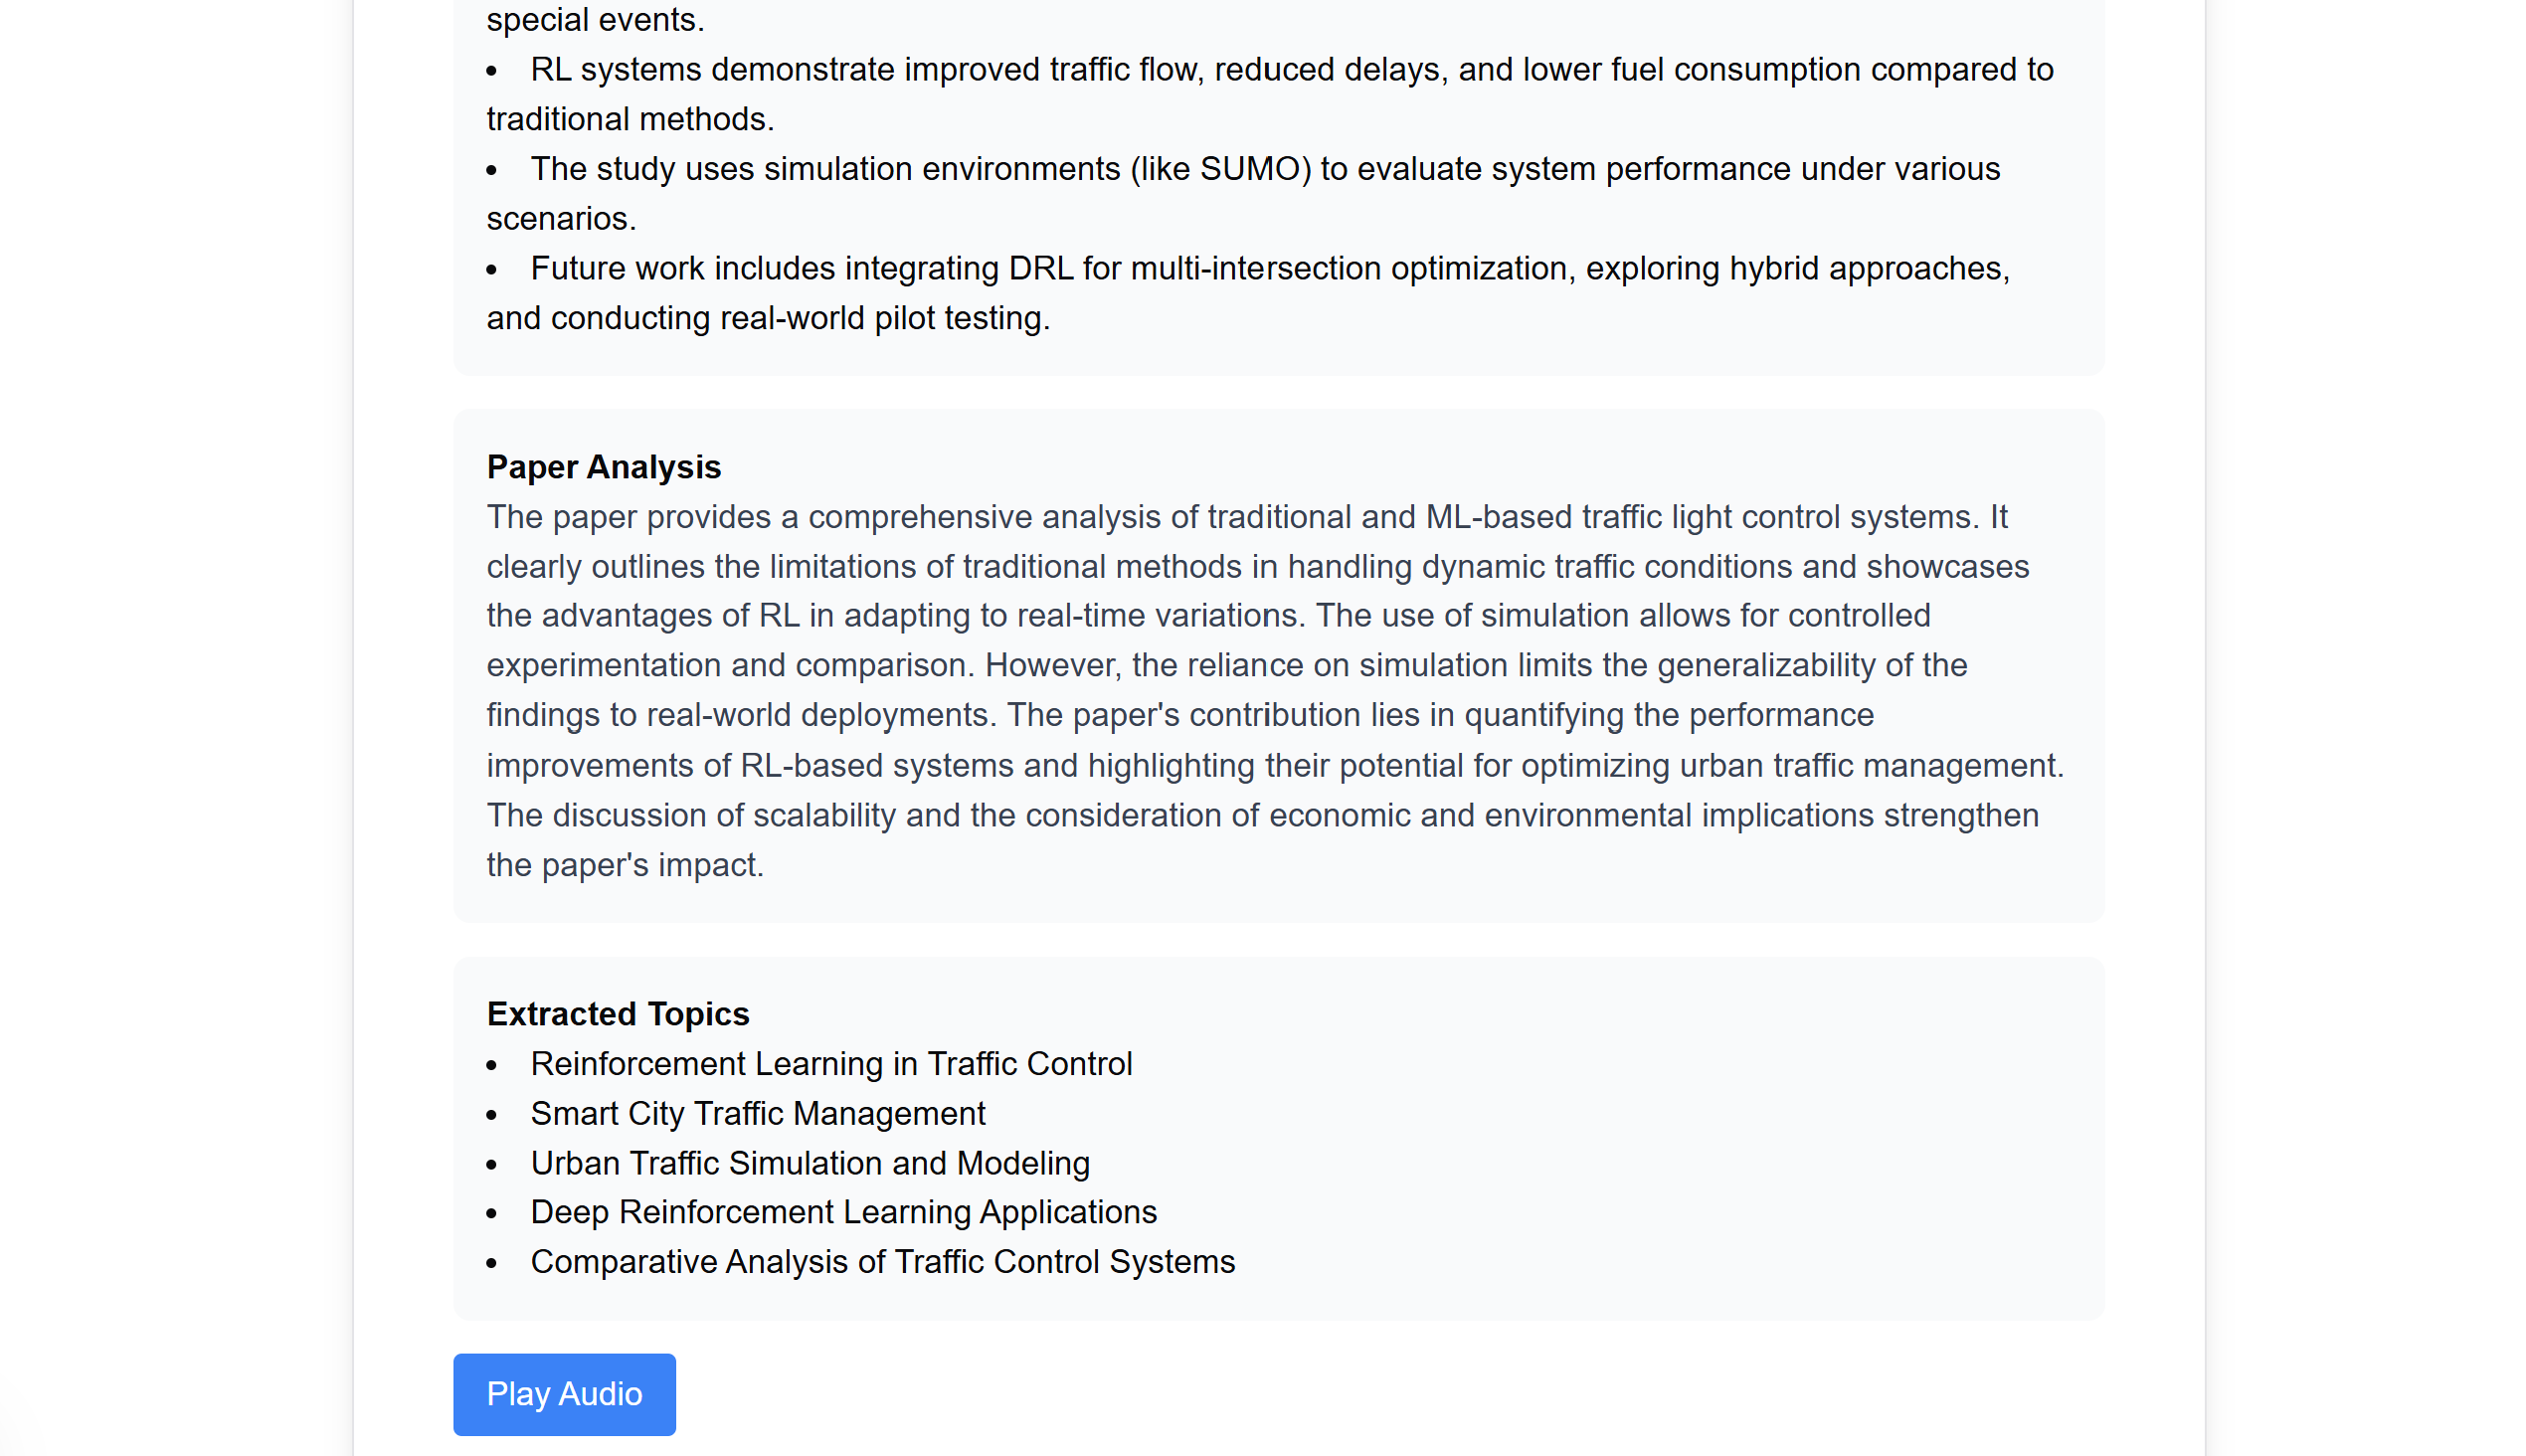 special events.
• RL systems demonstrate improved traffic flow, reduced delays, and lower fuel consumption compared to
traditional methods.
• The study uses simulation environments (like SUMO) to evaluate system performance under various
scenarios.
• Future work includes integrating DRL for multi-intersection optimization, exploring hybrid approaches,
and conducting real-world pilot testing.
Paper Analysis
The paper provides a comprehensive analysis of traditional and ML-based traffic light control systems. It
clearly outlines the limitations of traditional methods in handling dynamic traffic conditions and showcases
the advantages of RL in adapting to real-time variations. The use of simulation allows for controlled
experimentation and comparison. However, the reliance on simulation limits the generalizability of the
findings to real-world deployments. The paper's contribution lies in quantifying the performance
improvements of RL-based systems and highlighting their potential for optimizing urban traffic management.
The discussion of scalability and the consideration of economic and environmental implications strengthen
the paper's impact.
Extracted Topics
• Reinforcement Learning in Traffic Control
• Smart City Traffic Management
• Urban Traffic Simulation and Modeling
• Deep Reinforcement Learning Applications
• Comparative Analysis of Traffic Control Systems
Play Audio